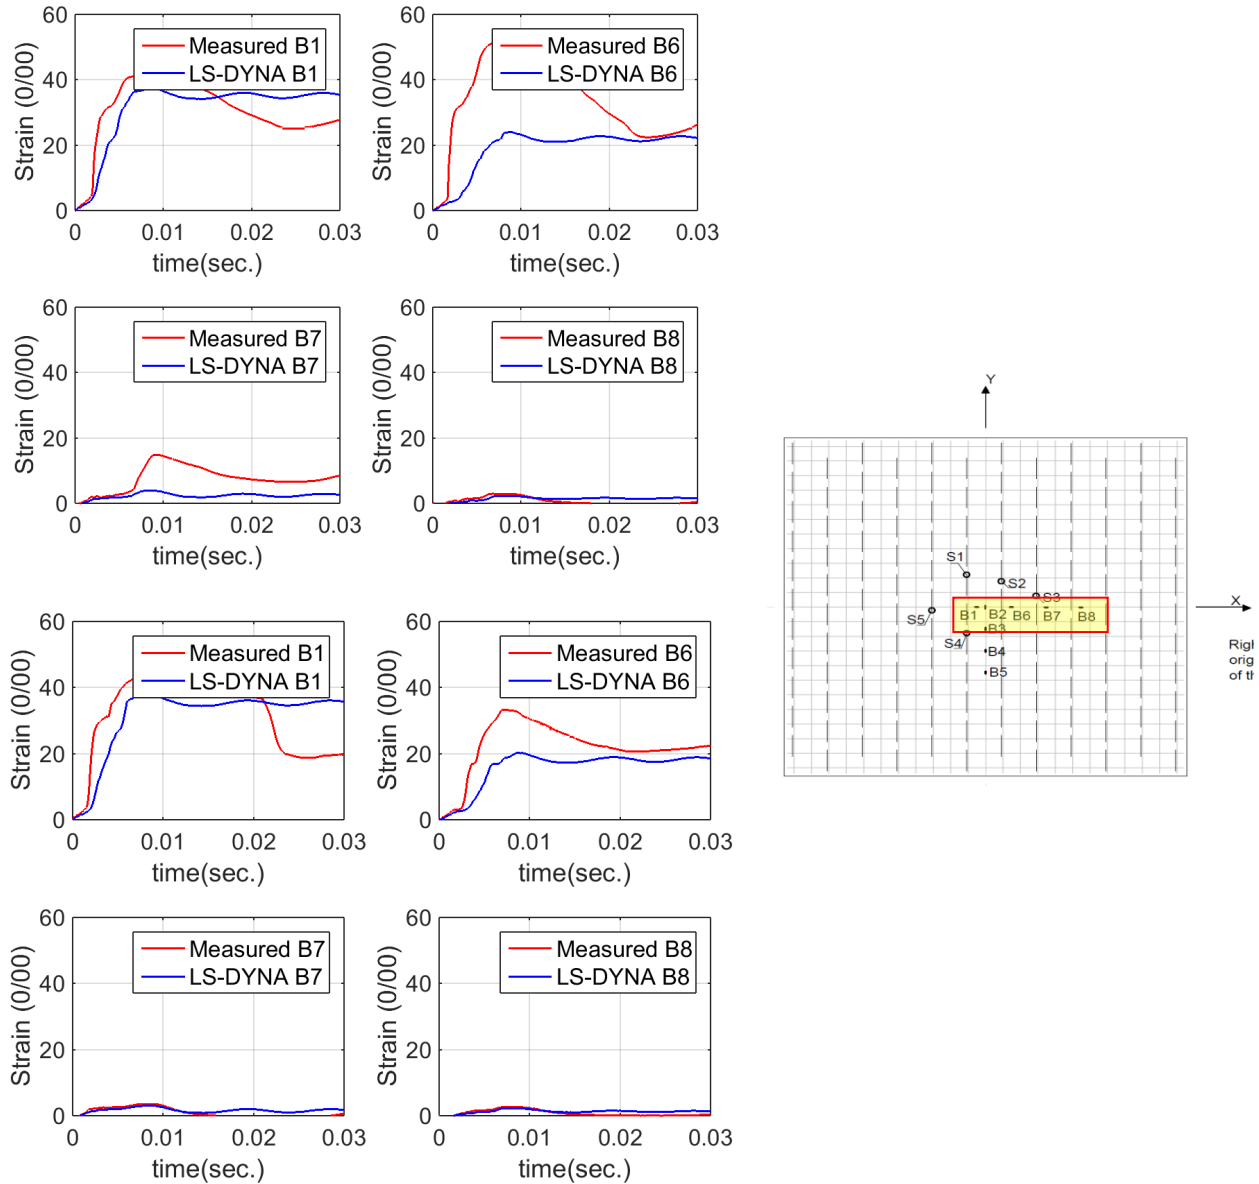 60
40
20
0
Strain (0/00)
Measured B1
LS-DYNA B1
0 0.01 0.02 0.03
time(sec.)
60
40
20
0
Strain (0/00)
Measured B6
LS-DYNA B6
0 0.01 0.02 0.03
time(sec.)
60
40
20
0
Strain (0/00)
Measured B7
LS-DYNA B7
0 0.01 0.02 0.03
time(sec.)
60
40
20
0
Strain (0/00)
Measured B8
LS-DYNA B8
0 0.01 0.02 0.03
time(sec.)
60
40
20
0
Strain (0/00)
Measured B1
LS-DYNA B1
0 0.01 0.02 0.03
time(sec.)
60
40
20
0
Strain (0/00)
Measured B6
LS-DYNA B6
0 0.01 0.02 0.03
time(sec.)
60
40
20
0
Strain (0/00)
Measured B7
LS-DYNA B7
0 0.01 0.02 0.03
time(sec.)
60
40
20
0
Strain (0/00)
Measured B8
LS-DYNA B8
0 0.01 0.02 0.03
time(sec.)
Y
S1
S2
S3
X
S5
B1 B2 B6 B7 B8
B3
S4
B4
B5
Righ
orig
of th